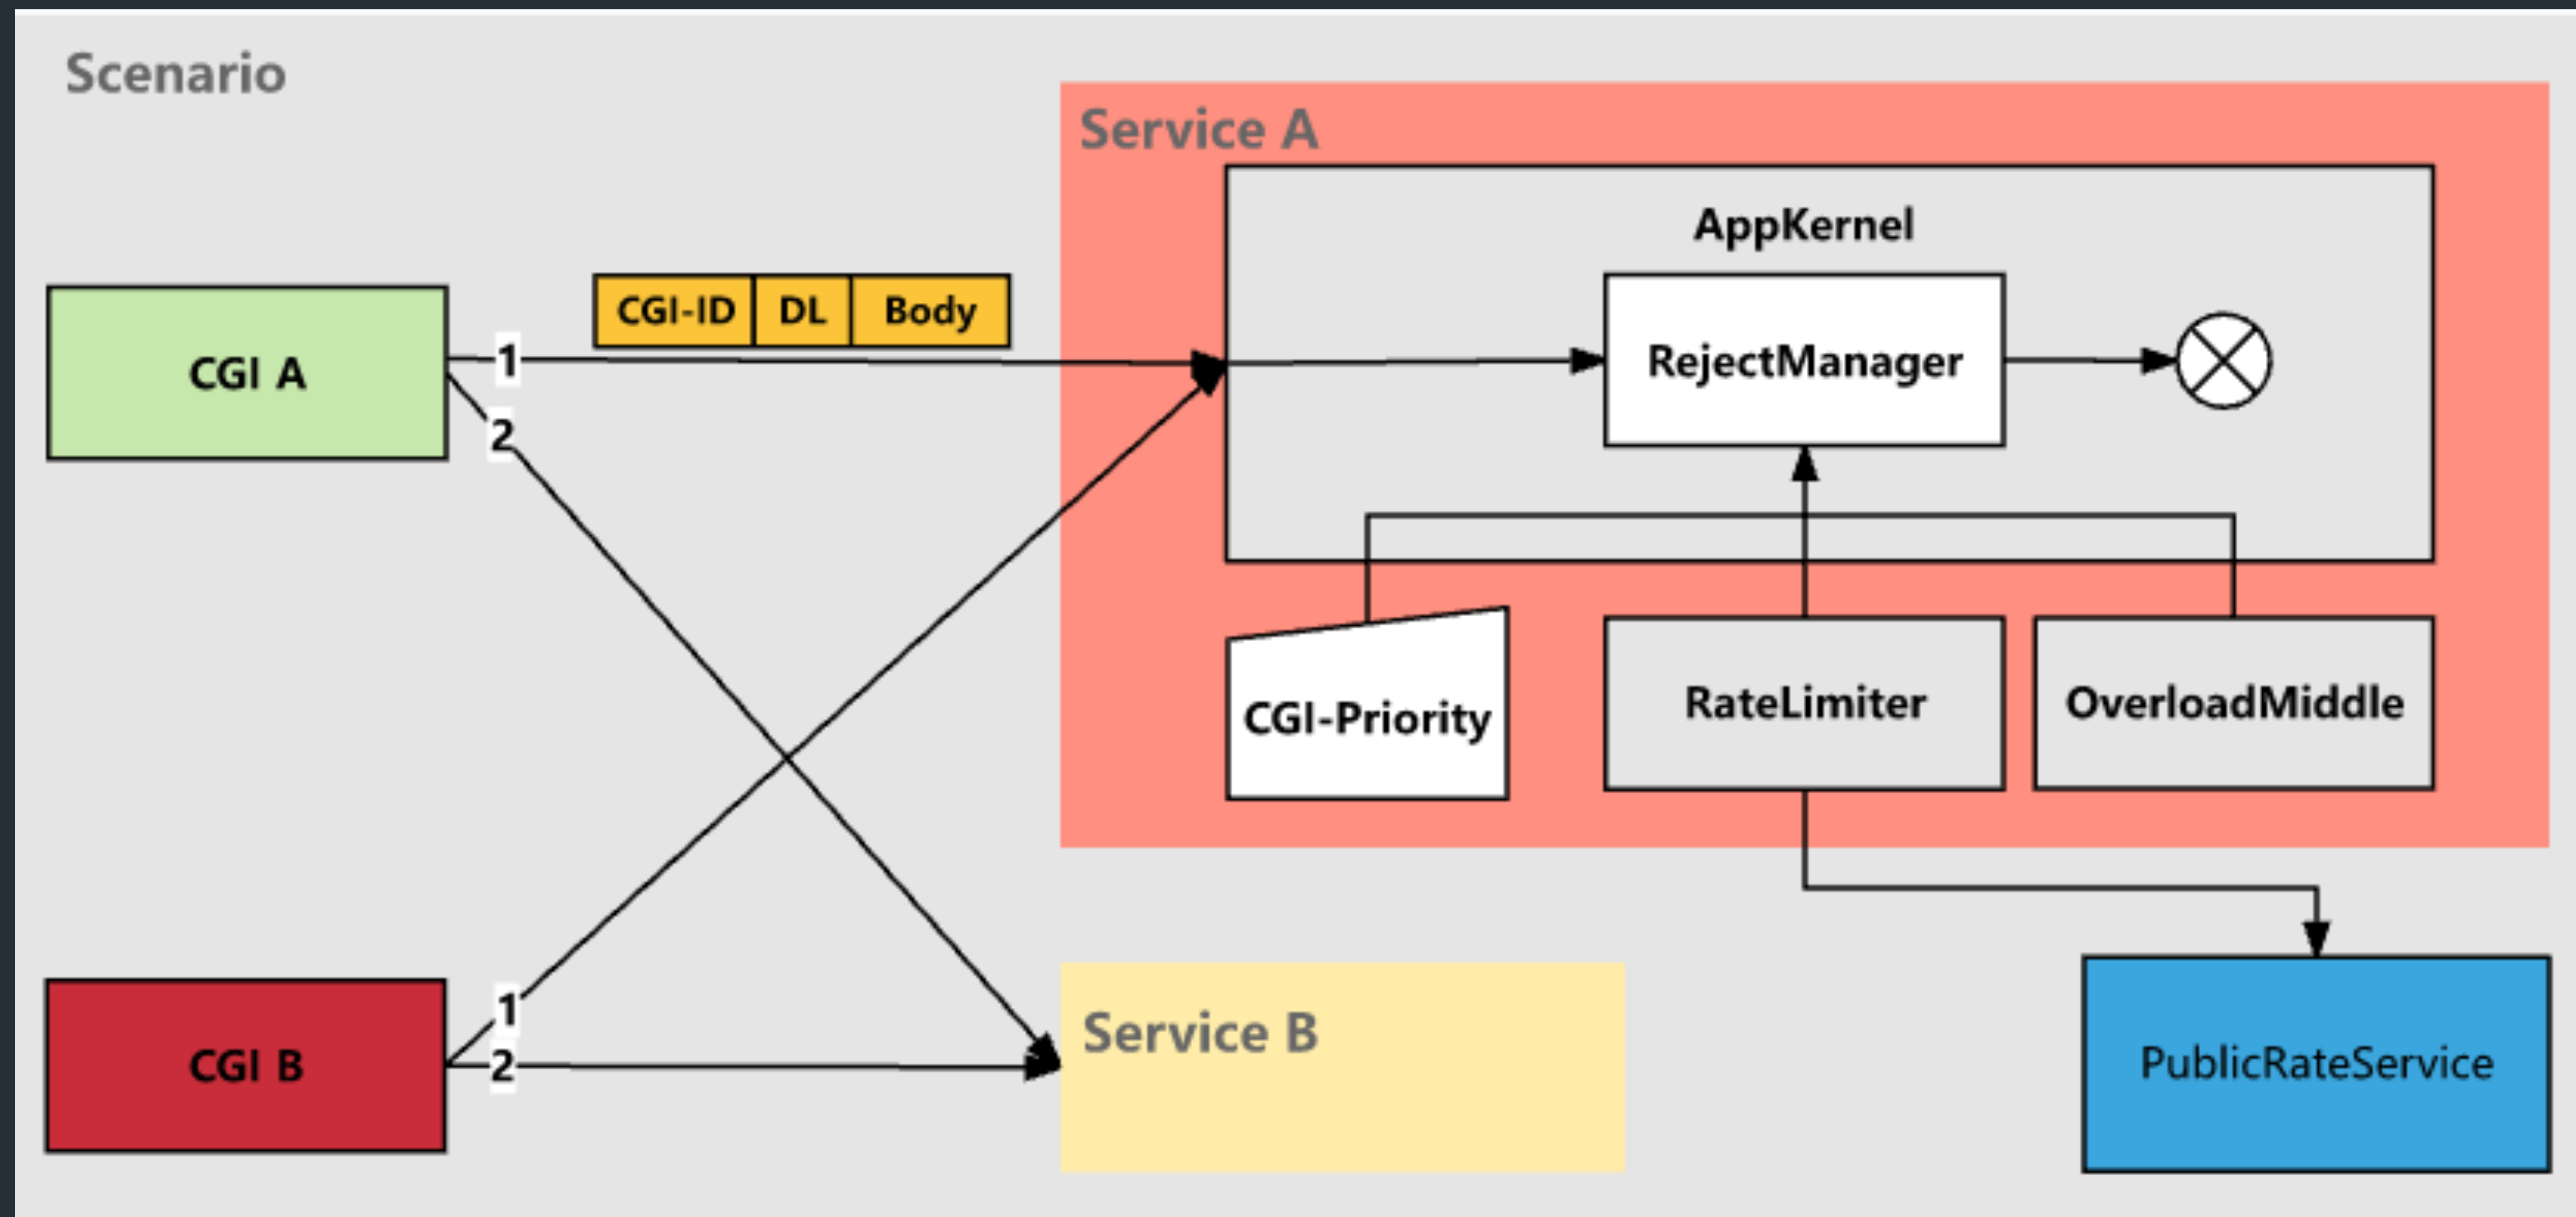 Scenario
Service A
AppKernel
CGI-ID DL Body
CGI A
1
RejectManager
2
CGI-Priority
RateLimiter
OverloadMiddle
1
CGI B
2
Service B
PublicRateService